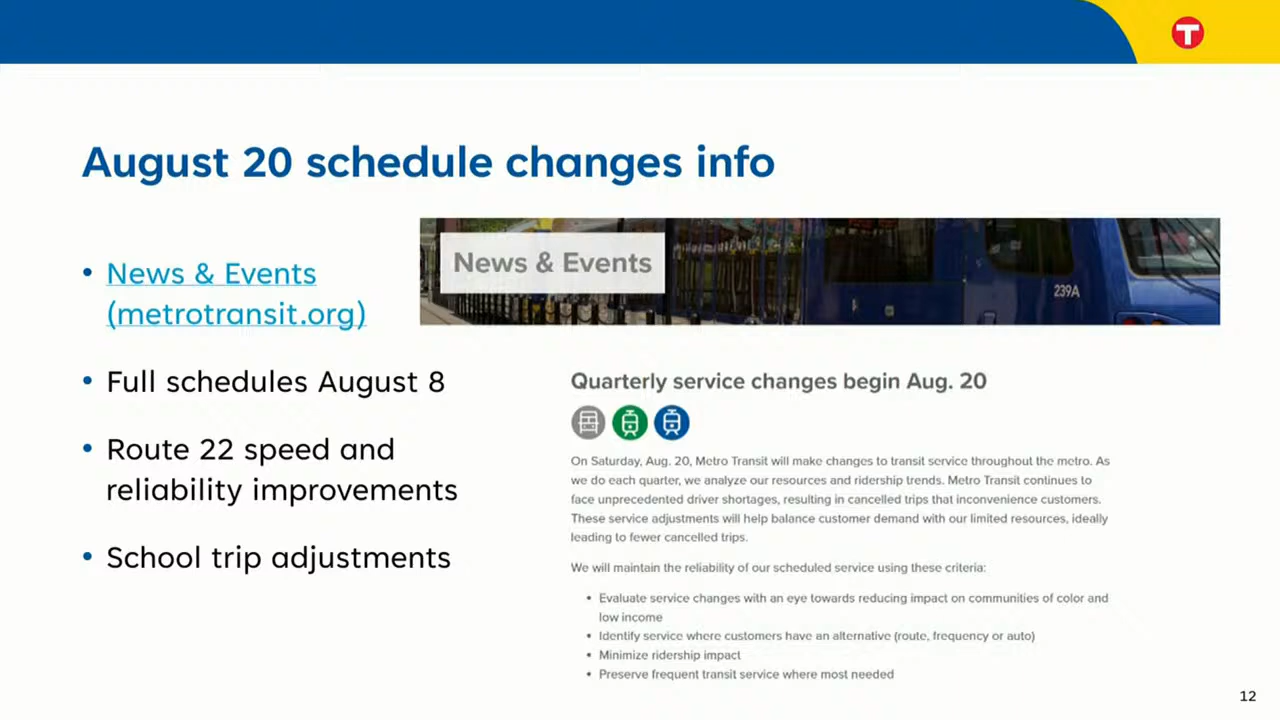 T
August 20 schedule changes info
• News & Events
(metrotransit.org)
• Full schedules August 8
• Route 22 speed and
reliability improvements
• School trip adjustments
News & Events
239A
Quarterly service changes begin Aug. 20
On Saturday, Aug. 20, Metro Transit will make changes to transit service throughout the metro. As
we do each quarter, we analyze our resources and ridership trends. Metro Transit continues to
face unprecedented driver shortages, resulting in cancelled trips that inconvenience customers.
These service adjustments will help balance customer demand with our limited resources, ideally
leading to fewer cancelled trips.
We will maintain the reliability of our scheduled service using these criteria:
• Evaluate service changes with an eye towards reducing impact on communities of color and
low income
• Identify service where customers have an alternative (route, frequency or auto)
• Minimize ridership impact
• Preserve frequent transit service where most needed
12